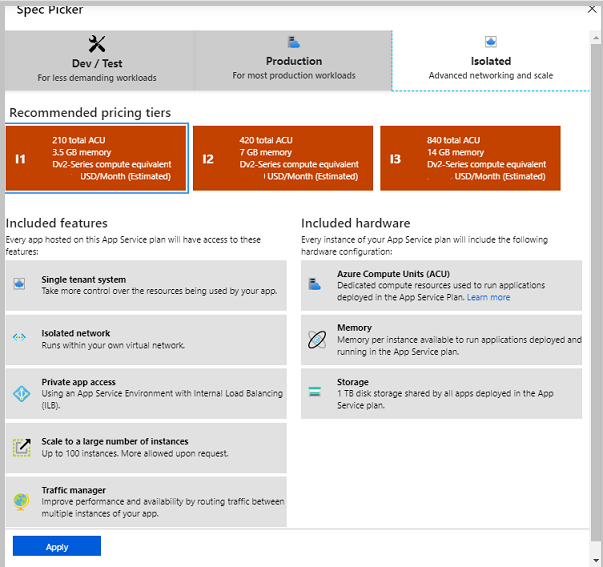 Spec Picker
Dev / Test
For less demanding workloads
Production
For most production workloads
Isolated
Advanced networking and scale
Recommended pricing tiers
I1
210 total ACU
3.5 GB memory
Dv2-Series compute equivalent
USD/Month (Estimated)
I2
420 total ACU
7 GB memory
Dv2-Series compute equivalent
USD/Month (Estimated)
I3
840 total ACU
14 GB memory
Dv2-Series compute equivalent
USD/Month (Estimated)
Included features
Every app hosted on this App Service plan will have access to these
features:
Single tenant system
Take more control over the resources being used by your app.
Isolated network
Runs within your own virtual network.
Private app access
Using an App Service Environment with Internal Load Balancing
(ILB).
Scale to a large number of instances
Up to 100 instances. More allowed upon request.
Traffic manager
Improve performance and availability by routing traffic between
multiple instances of your app.
Included hardware
Every instance of your App Service plan will include the following
hardware configuration:
Azure Compute Units (ACU)
Dedicated compute resources used to run applications
deployed in the App Service Plan. Learn more
Memory
Memory per instance available to run applications deployed and
running in the App Service plan.
Storage
1 TB disk storage shared by all apps deployed in the App
Service plan.
Apply